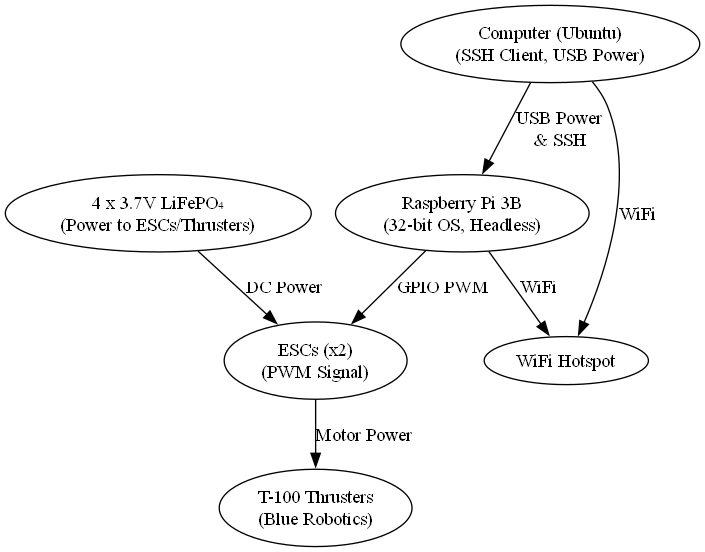 Computer (Ubuntu)
(SSH Client, USB Power)
USB Power
& SSH
4 x 3.7V LiFePO₄
(Power to ESCs/Thrusters)
Raspberry Pi 3B
(32-bit OS, Headless)
WiFi
DC Power
GPIO PWM
WiFi
ESCs (x2)
(PWM Signal)
WiFi Hotspot
Motor Power
T-100 Thrusters
(Blue Robotics)